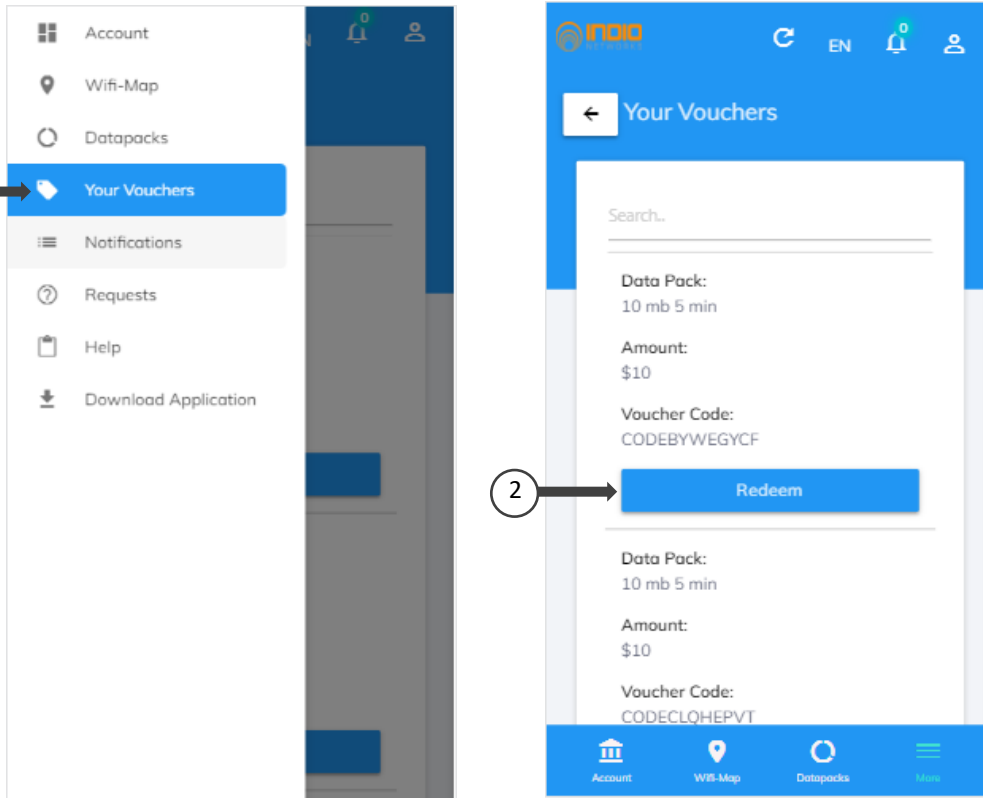 Account
Wifi-Map
Datapacks
Your Vouchers
Notifications
Requests
Help
Download Application
N
0
INDIO
NETWORKS
EN
0
Your Vouchers
Search..
Data Pack:
10 mb 5 min
Amount:
$10
Voucher Code:
CODEBYWEGYCF
2
Redeem
Data Pack:
10 mb 5 min
Amount:
$10
Voucher Code:
CODECLQHEPVT
Account
Wifi-Map
Datapacks
More